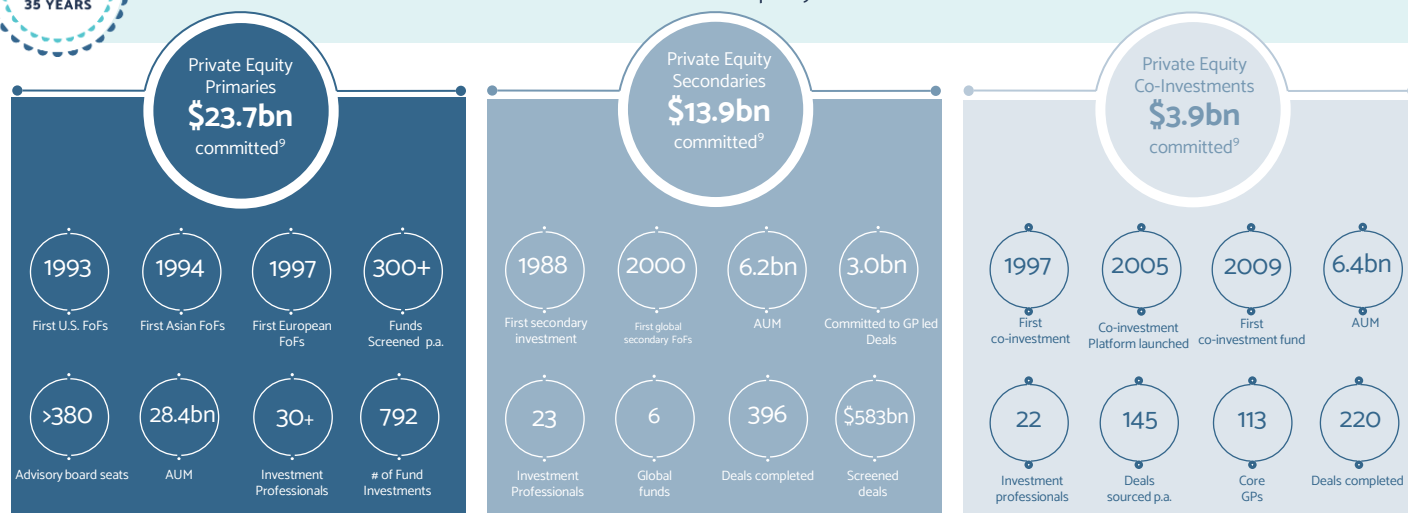 35 YEARS
Private Equity
Primaries
$23.7bn
committed⁹
1993
1994
1997
300+
First U.S. FoFs
First Asian FoFs
First European
FoFs
Funds
Screened p.a.
>380
28.4bn
30+
792
Advisory board seats
AUM
Investment
Professionals
# of Fund
Investments
Private Equity
Secondaries
$13.9bn
committed⁹
1988
2000
6.2bn
3.0bn
First secondary
investment
First global
secondary FoFs
AUM
Committed to GP led
Deals
23
6
396
$583bn
Investment
Professionals
Global
funds
Deals completed
Screened
deals
Private Equity
Co-Investments
$3.9bn
committed⁹
1997
2005
2009
6.4bn
First
co-investment
Co-investment
Platform launched
First
co-investment fund
AUM
22
145
113
220
Investment
professionals
Deals
sourced p.a.
Core
GPs
Deals completed